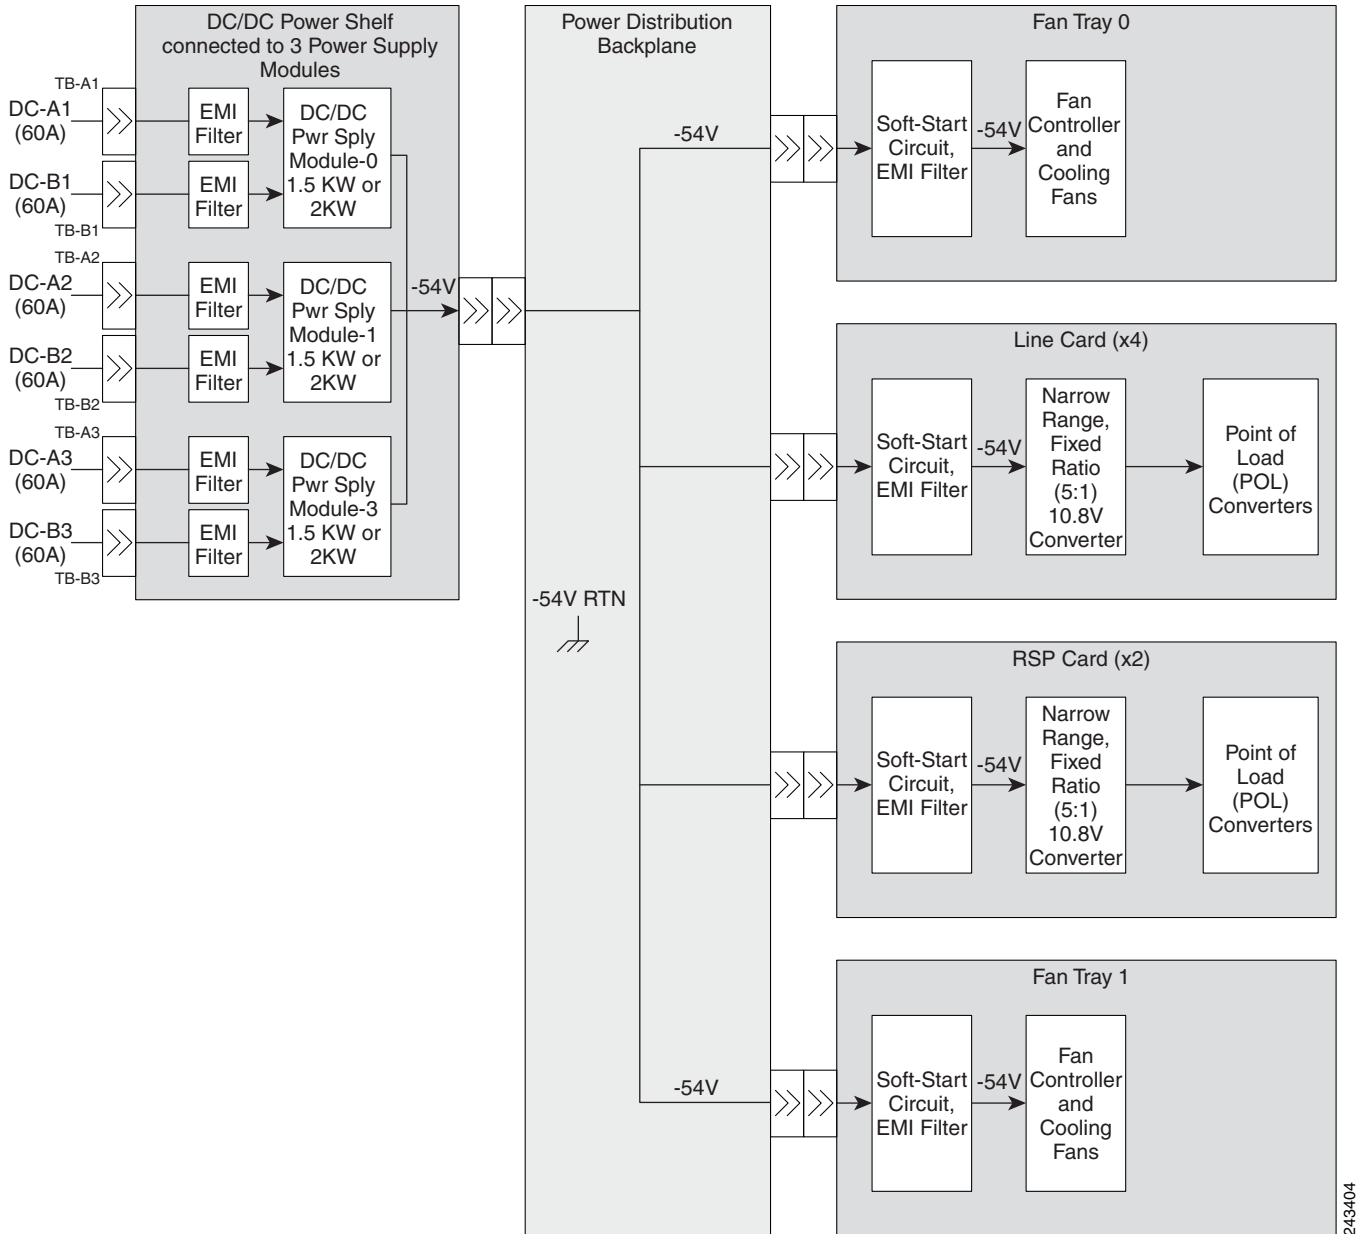 DC/DC Power Shelf
connected to 3 Power Supply
Modules
TB-A1
DC-A1
(60A)
EMI
Filter
DC/DC
Pwr Sply
Module-0
1.5 KW or
2KW
DC-B1
(60A)
EMI
Filter
TB-B1
TB-A2
DC-A2
(60A)
EMI
Filter
DC/DC
Pwr Sply
Module-1
1.5 KW or
2KW
-54V
DC-B2
(60A)
EMI
Filter
TB-B2
TB-A3
DC-A3
(60A)
EMI
Filter
DC/DC
Pwr Sply
Module-3
1.5 KW or
2KW
DC-B3
(60A)
EMI
Filter
TB-B3
Power Distribution
Backplane
-54V
-54V RTN
-54V
Fan Tray 0
Soft-Start
Circuit,
EMI Filter
-54V
Fan
Controller
and
Cooling
Fans
Line Card (x4)
Soft-Start
Circuit,
EMI Filter
-54V
Narrow
Range,
Fixed
Ratio
(5:1)
10.8V
Converter
Point of
Load
(POL)
Converters
RSP Card (x2)
Soft-Start
Circuit,
EMI Filter
-54V
Narrow
Range,
Fixed
Ratio
(5:1)
10.8V
Converter
Point of
Load
(POL)
Converters
Fan Tray 1
Soft-Start
Circuit,
EMI Filter
-54V
Fan
Controller
and
Cooling
Fans
243404